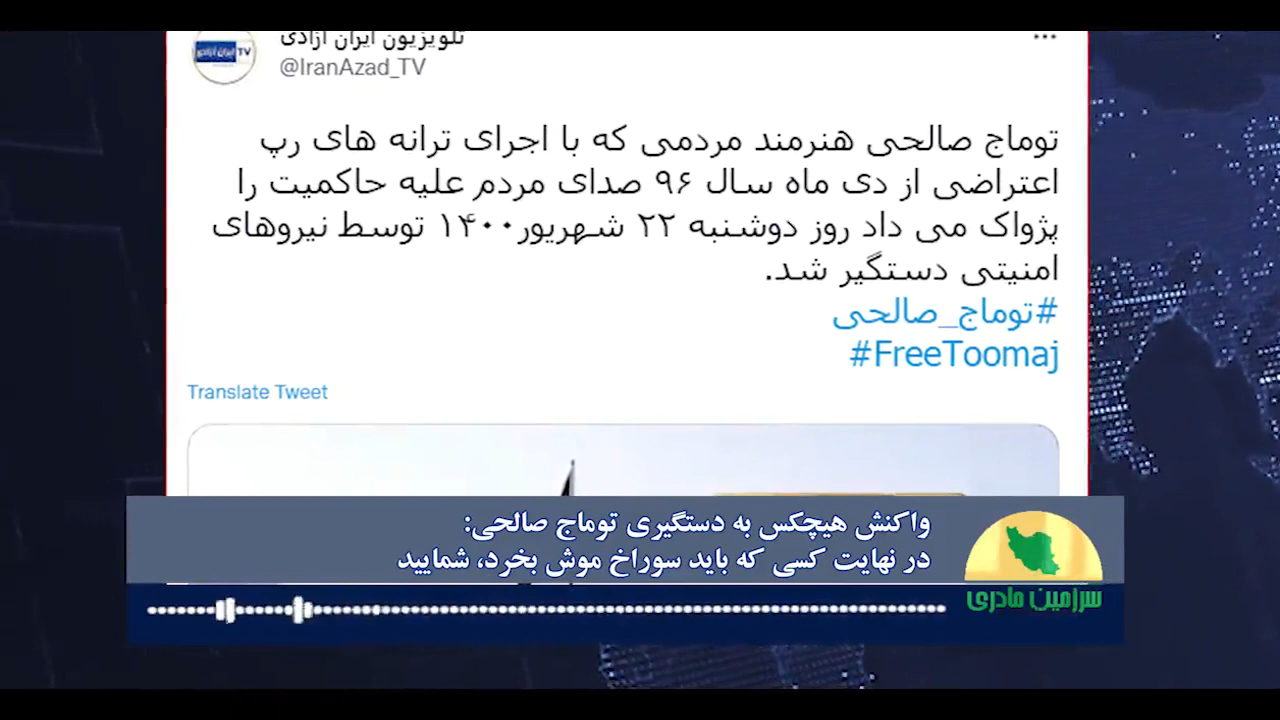 تلویزیون ایران آزادی
@IranAzad_TV
توماج صالحی هنرمند مردمی که با اجرای ترانه های رپ
اعتراضی از دی ماه سال ۹۶ صدای مردم علیه حاکمیت را
پژواک می داد روز دوشنبه ۲۲ شهریور۱۴۰۰ توسط نیروهای
امنیتی دستگیر شد.
#توماج_صالحی
#FreeToomaj
Translate Tweet
واکنش هیچکس به دستگیری توماج صالحی:
در نهایت کسی که باید سوراخ موش بخرد، شمایید
سرزمین مادری